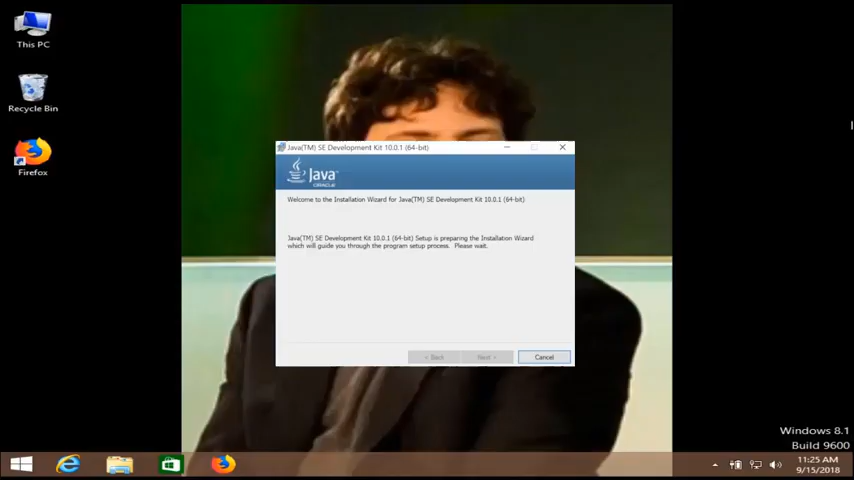 This PC
Recycle Bin
Firefox
Java(TM) SE Development Kit 10.0.1 (64-bit)
Java
ORACLE
Welcome to the Installation Wizard for Java(TM) SE Development Kit 10.0.1 (64-bit)
Java(TM) SE Development Kit 10.0.1 (64-bit) Setup is preparing the Installation Wizard
which will guide you through the program setup process. Please wait.
< Back
Next >
Cancel
Windows 8.1
Build 9600
11:25 AM
9/15/2018